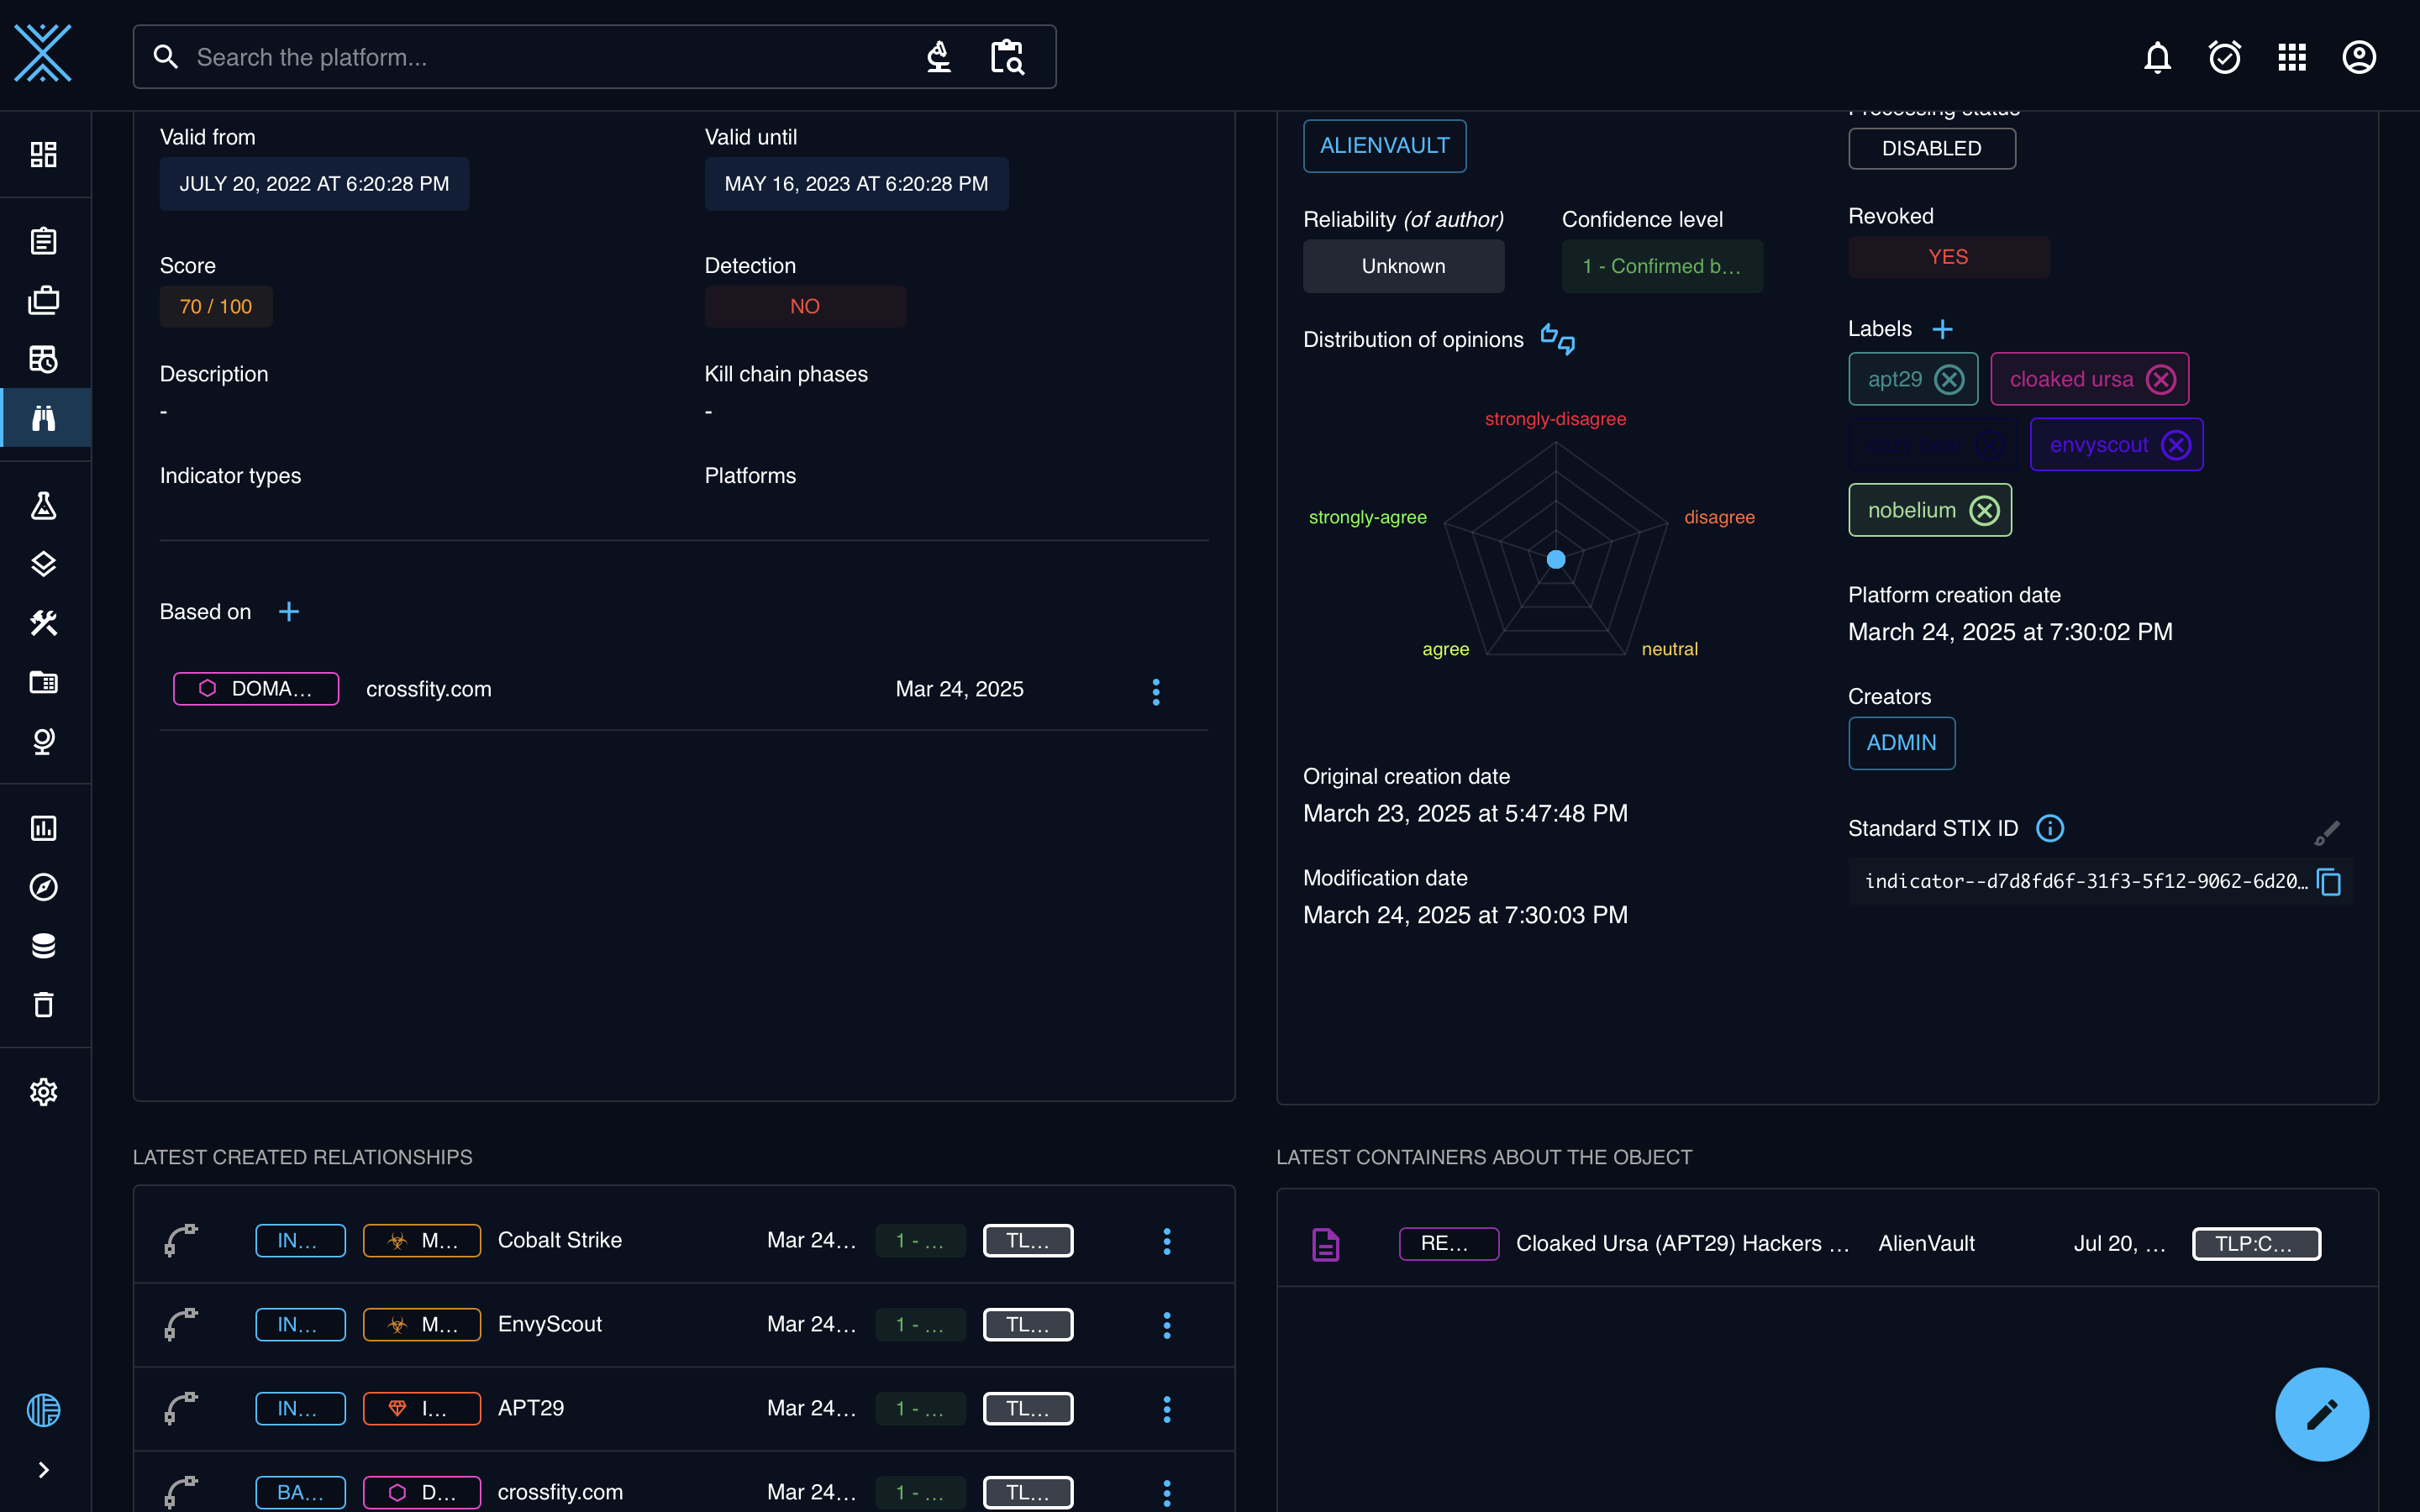 Search the platform...
Valid from
JULY 20, 2022 AT 6:20:28 PM
Valid until
MAY 16, 2023 AT 6:20:28 PM
Score
70 / 100
Detection
NO
Description
-
Kill chain phases
-
Indicator types
Platforms
Based on
DOMA...
crossfity.com
Mar 24, 2025
ALIENVAULT
Processing status
DISABLED
Reliability (of author)
Unknown
Confidence level
1 - Confirmed b...
Revoked
YES
Distribution of opinions
strongly-disagree
strongly-agree
disagree
agree
neutral
Labels
apt29
cloaked ursa
envyscout
nobelium
Platform creation date
March 24, 2025 at 7:30:02 PM
Creators
ADMIN
Original creation date
March 23, 2025 at 5:47:48 PM
Modification date
March 24, 2025 at 7:30:03 PM
Standard STIX ID
indicator--d7d8fd6f-31f3-5f12-9062-6d20…
LATEST CREATED RELATIONSHIPS
IN... M... Cobalt Strike Mar 24... 1 - ... TL...
IN... M... EnvyScout Mar 24... 1 - ... TL...
IN... I... APT29 Mar 24... 1 - ... TL...
BA... D... crossfity.com Mar 24... 1 - ... TL...
LATEST CONTAINERS ABOUT THE OBJECT
RE... Cloaked Ursa (APT29) Hackers ... AlienVault Jul 20, ... TLP:C...